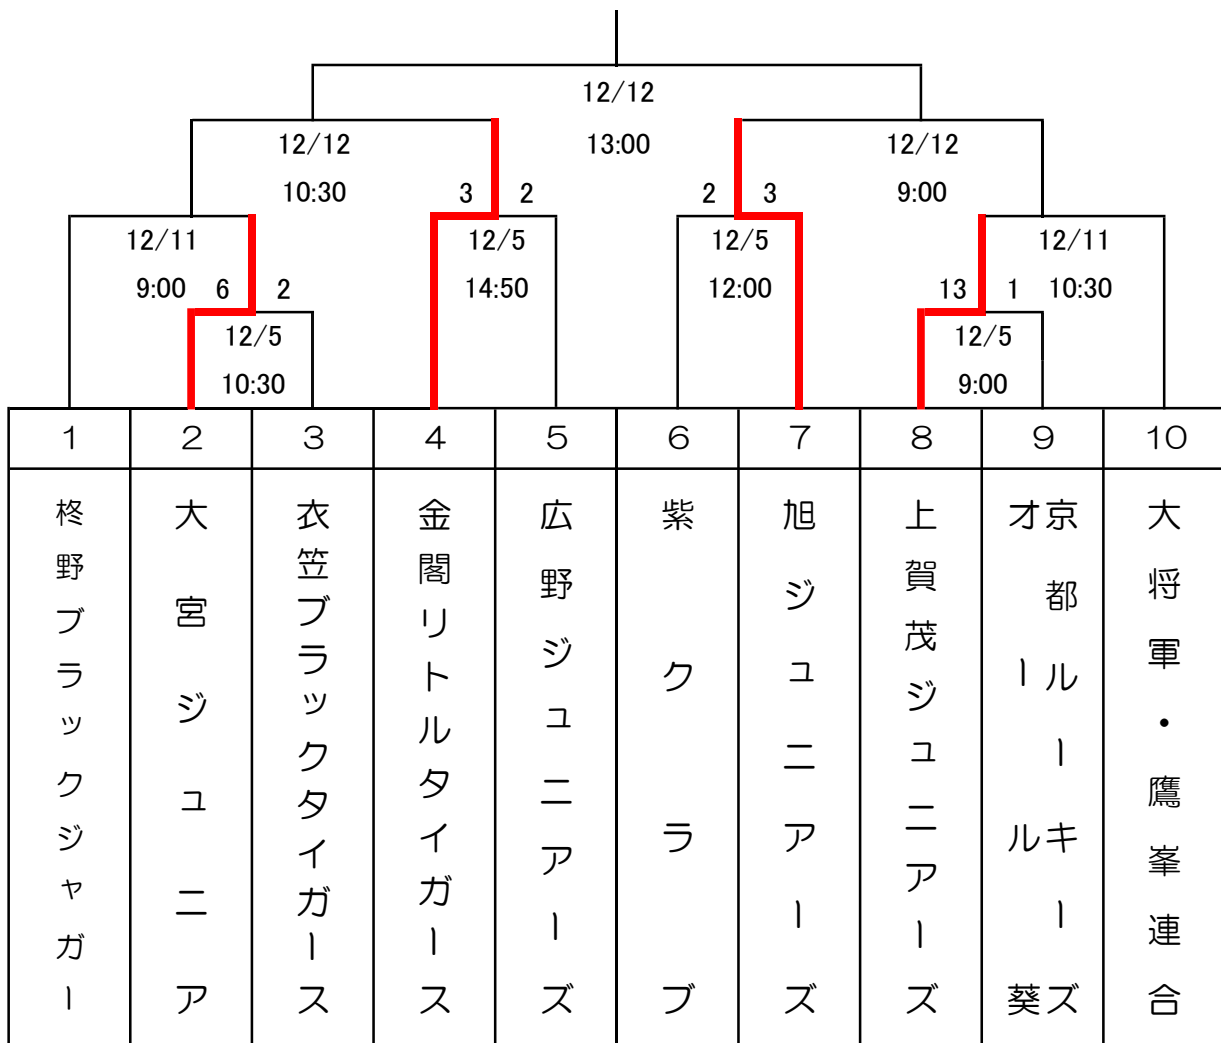 12/12
13:00
12/12
12/12
10:30
9:00
3 2
2 3
12/11
12/5
12/5
12/11
9:00 6 2
14:50
12:00
13 1 10:30
12/5
12/5
10:30
9:00
1 2 3 4 5 6 7 8 9 10
柊野ブラックジャガー
大宮ジュニア
衣笠ブラックタイガース
金閣リトルタイガース
広野ジュニアーズ
紫クラブ
旭ジュニアーズ
上賀茂ジュニアーズ
京都ルーキーズ
オール葵
大将軍・鷹峯連合